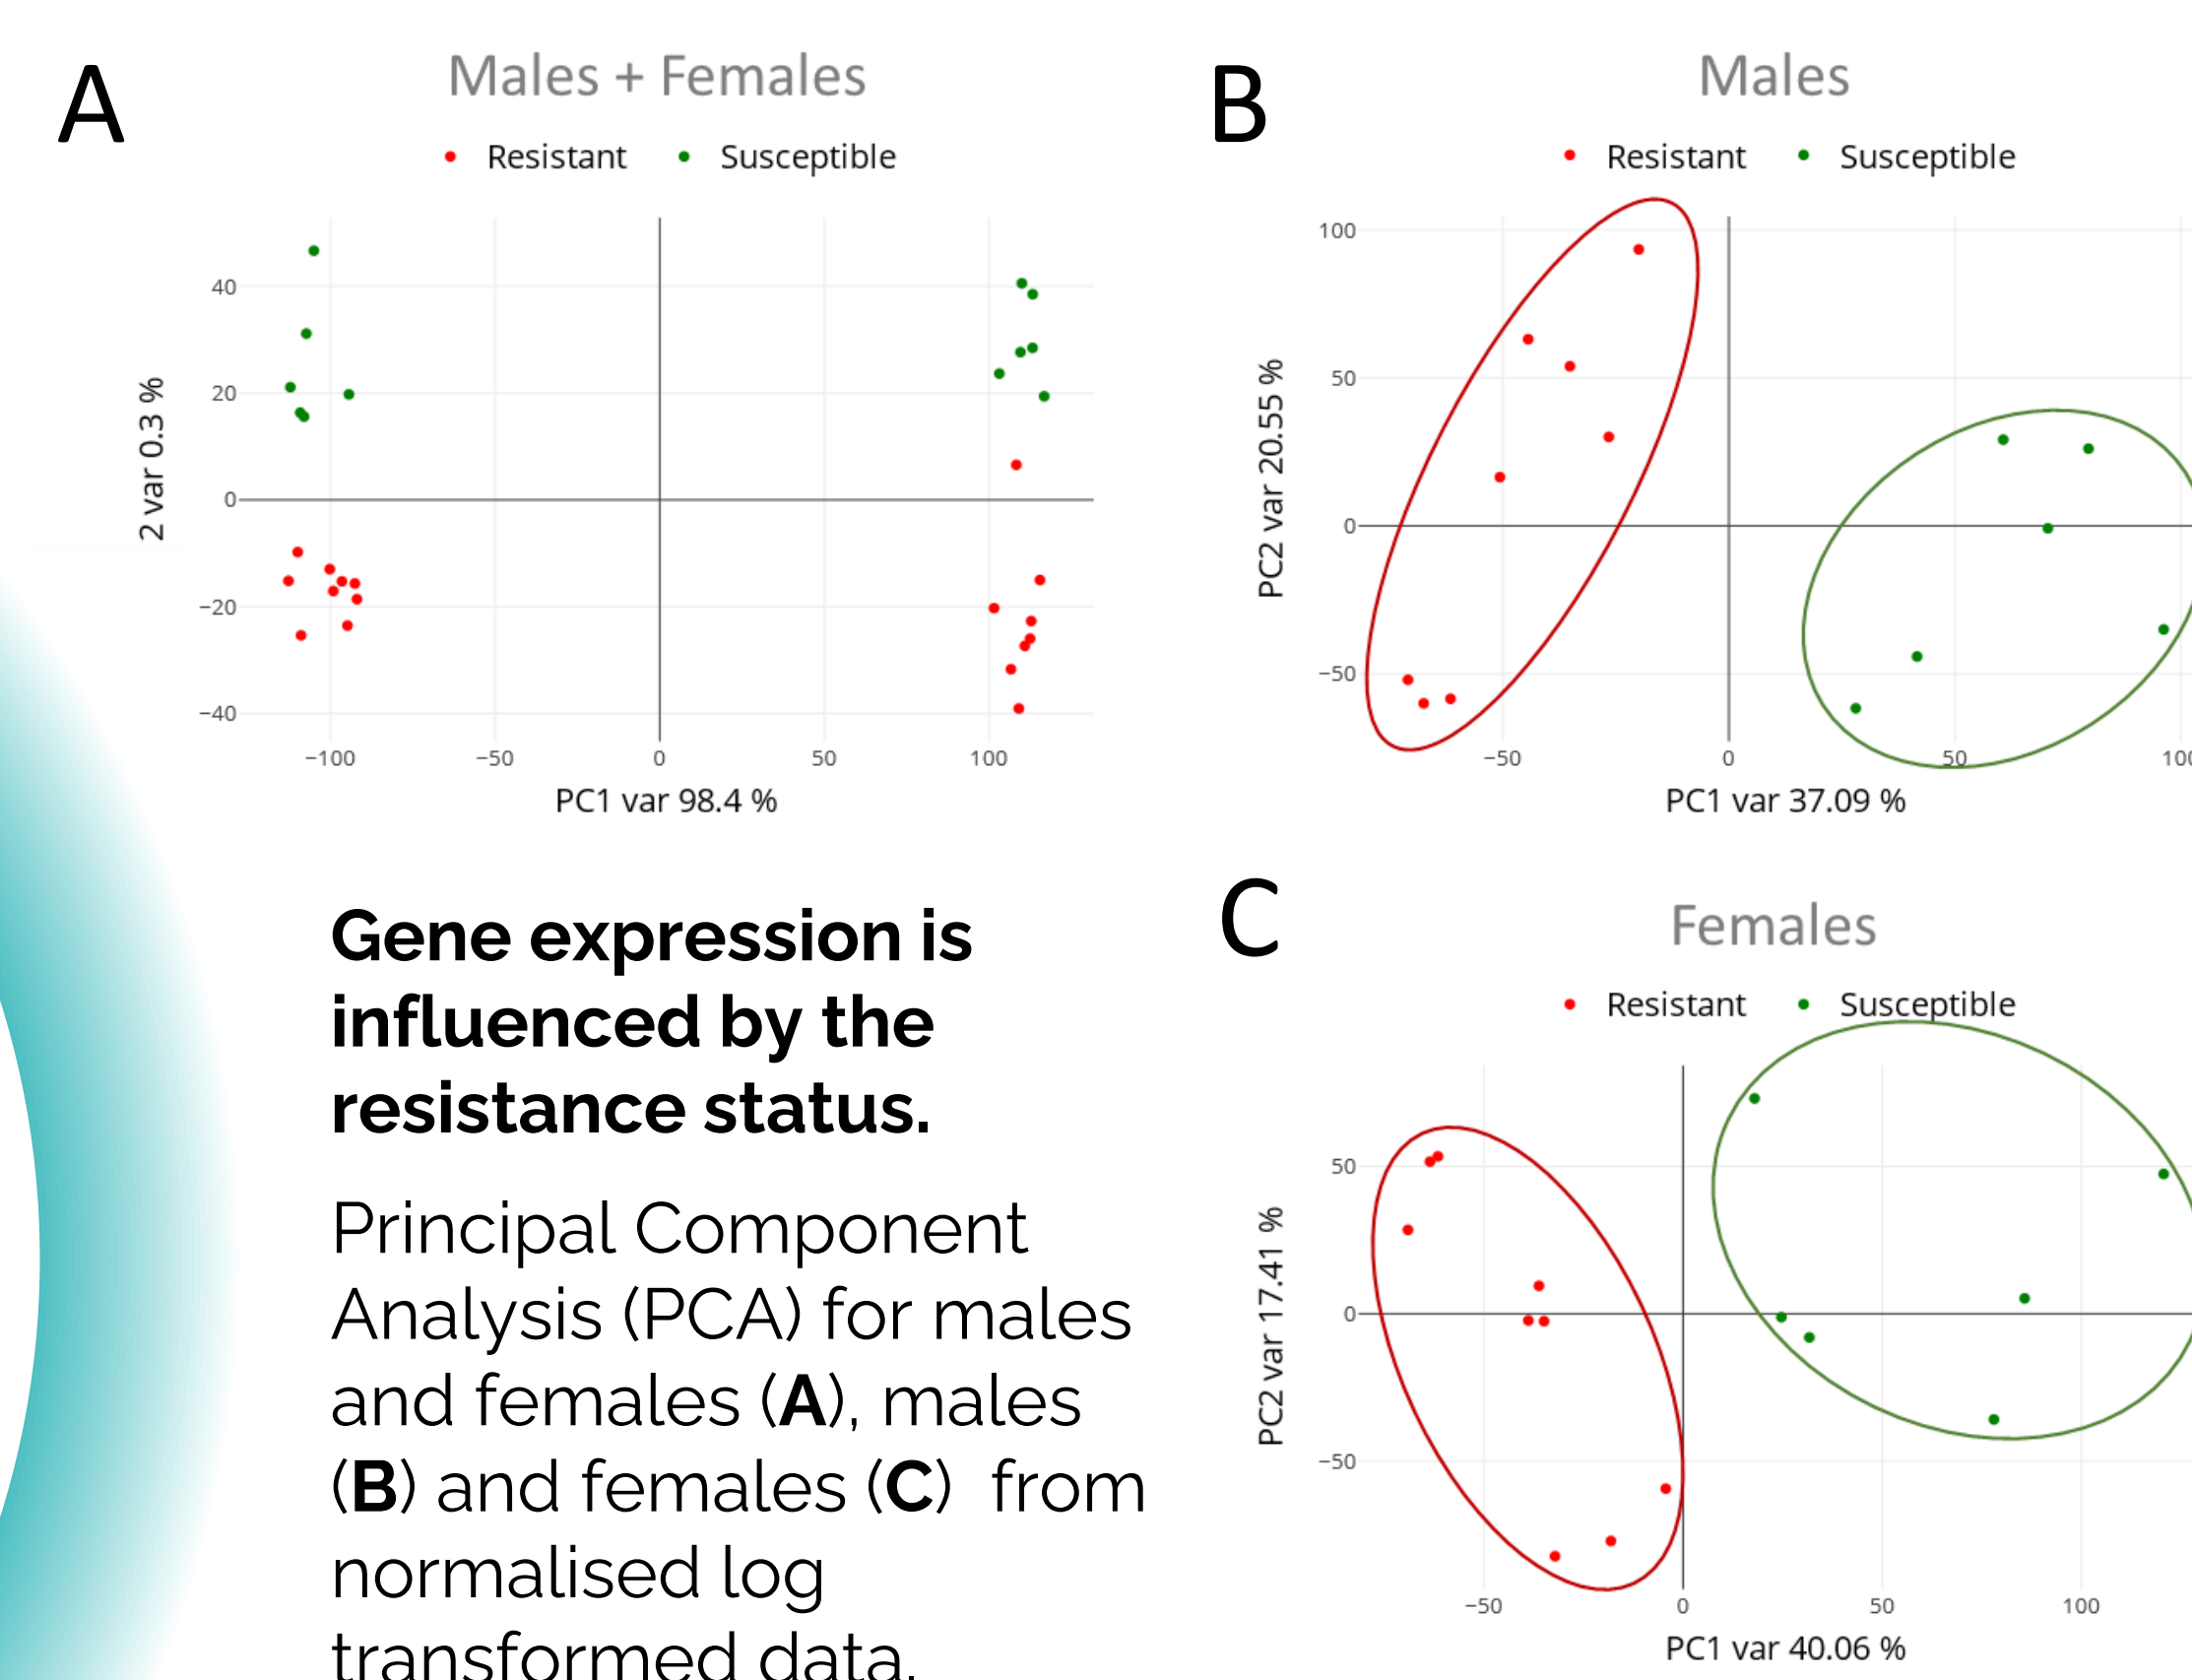 A
Males + Females
Resistant
Susceptible
40
20
0
−20
−40
2 var 0.3 %
−100
−50
0
50
100
PC1 var 98.4 %
B
Males
Resistant
Susceptible
100
50
0
−50
PC2 var 20.55 %
−50
0
50
100
PC1 var 37.09 %
Gene expression is
influenced by the
resistance status.
Principal Component
Analysis (PCA) for males
and females (A), males
(B) and females (C)  from
normalised log
transformed data.
C
Females
Resistant
Susceptible
50
0
−50
PC2 var 17.41 %
−50
0
50
100
PC1 var 40.06 %